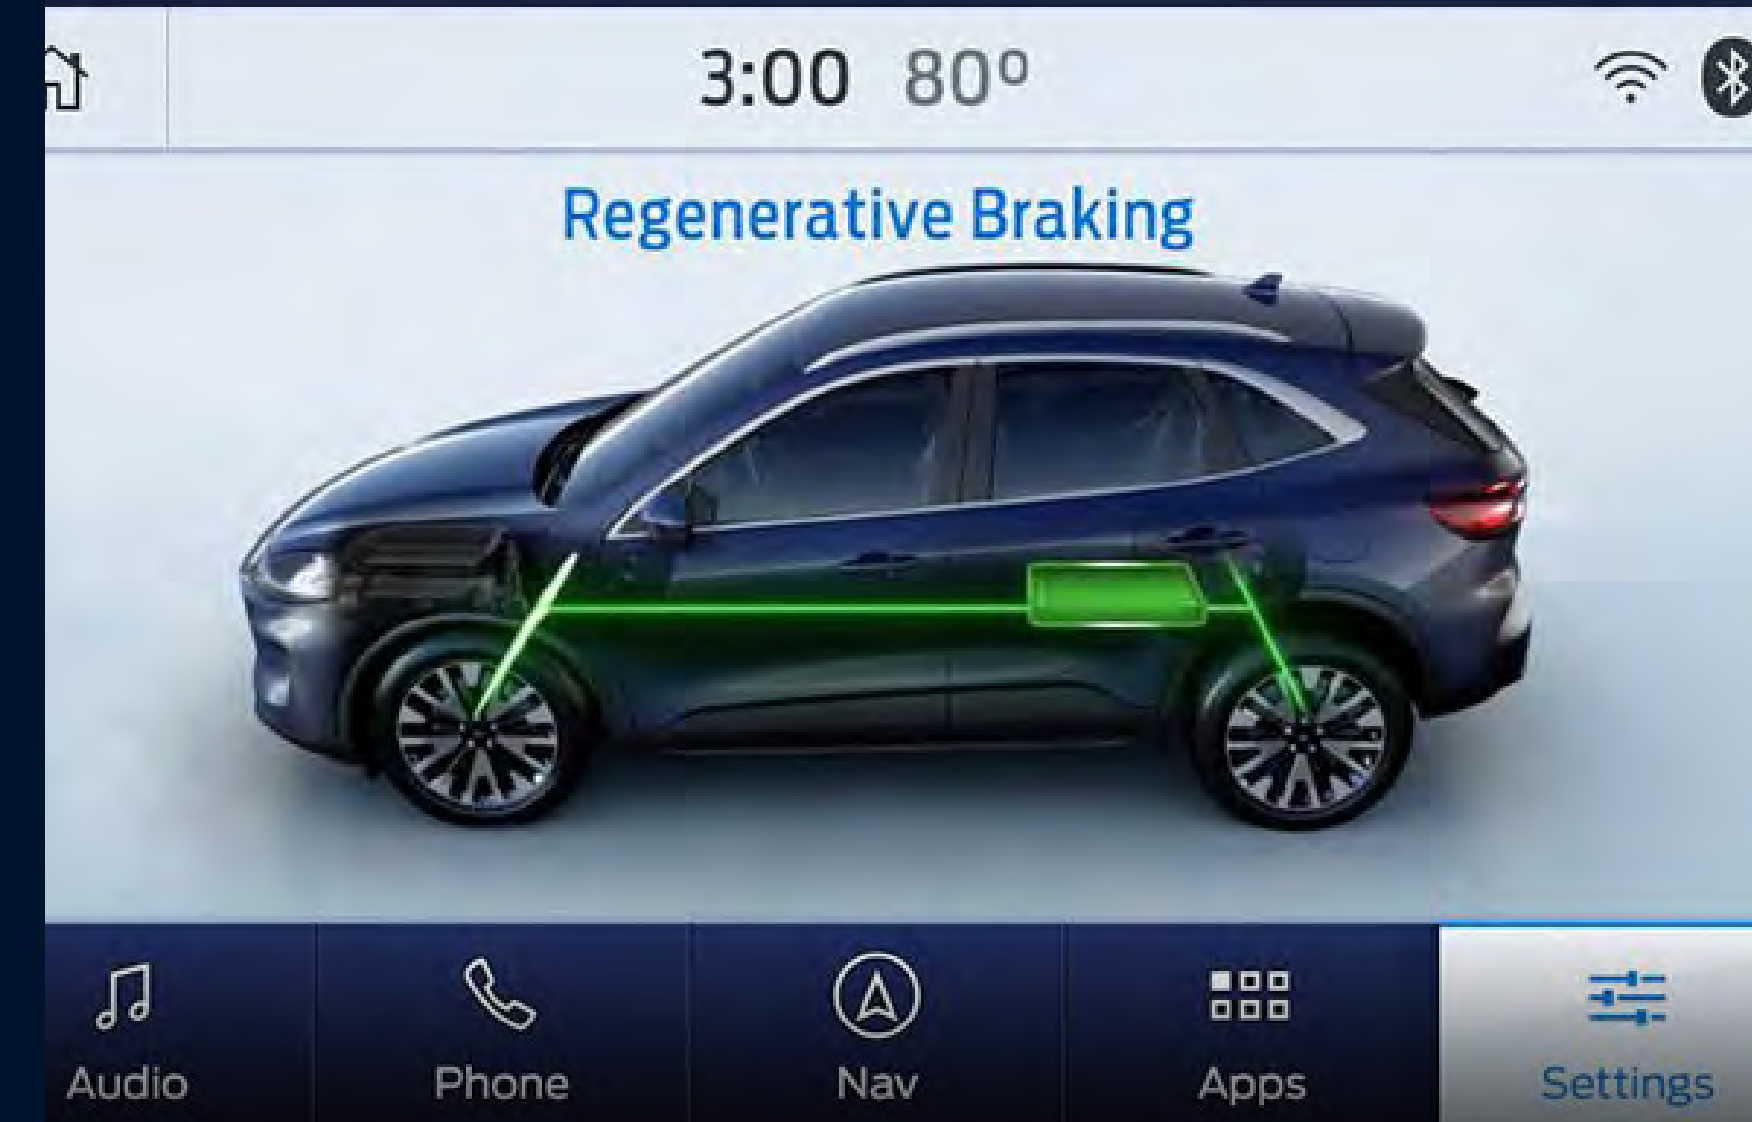 3:00 80°
Regenerative Braking
Audio
Phone
Nav
Apps
Settings